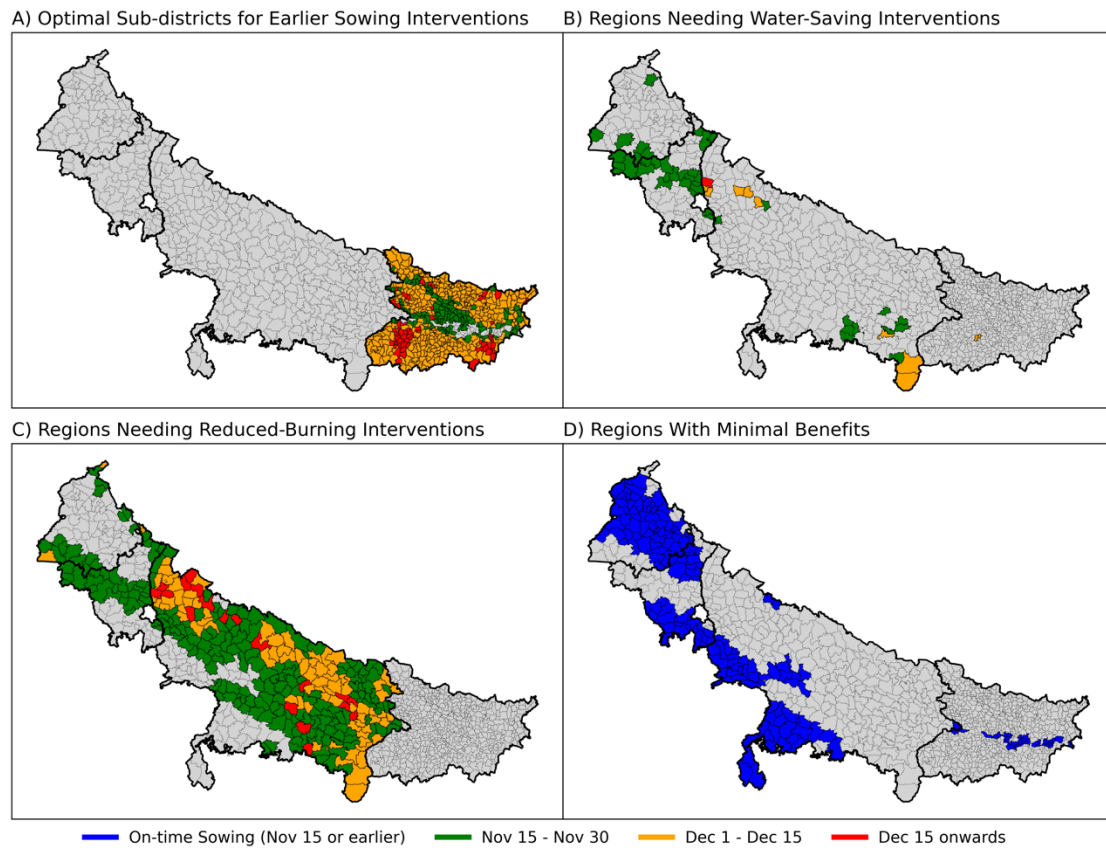 A) Optimal Sub-districts for Earlier Sowing Interventions
B) Regions Needing Water-Saving Interventions
C) Regions Needing Reduced-Burning Interventions
D) Regions With Minimal Benefits
On-time Sowing (Nov 15 or earlier)
Nov 15 - Nov 30
Dec 1 - Dec 15
Dec 15 onwards